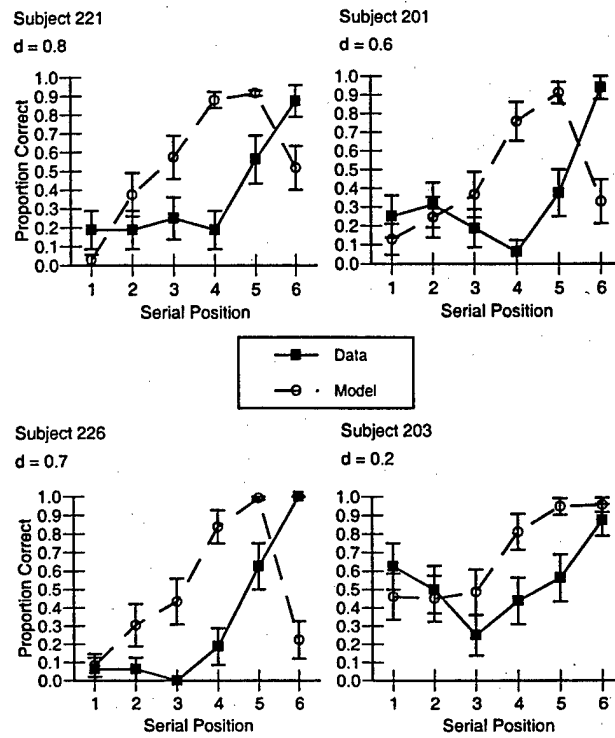 Subject 221
d = 0.8
Proportion Correct
1.0
0.9
0.8
0.7
0.6
0.5
0.4
0.3
0.2
0.1
0.0
1 2 3 4 5 6
Serial Position
Subject 201
d = 0.6
1.0
0.9
0.8
0.7
0.6
0.5
0.4
0.3
0.2
0.1
0.0
1 2 3 4 5 6
Serial Position
Data
Model
Subject 226
d = 0.7
Proportion Correct
1.0
0.9
0.8
0.7
0.6
0.5
0.4
0.3
0.2
0.1
0.0
1 2 3 4 5 6
Serial Position
Subject 203
d = 0.2
1.0
0.9
0.8
0.7
0.6
0.5
0.4
0.3
0.2
0.1
0.0
1 2 3 4 5 6
Serial Position